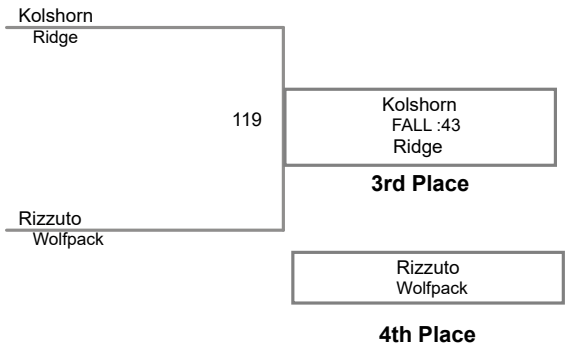 Kolshorn
Ridge
119
Kolshorn
FALL :43
Ridge
3rd Place
Rizzuto
Wolfpack
Rizzuto
Wolfpack
4th Place